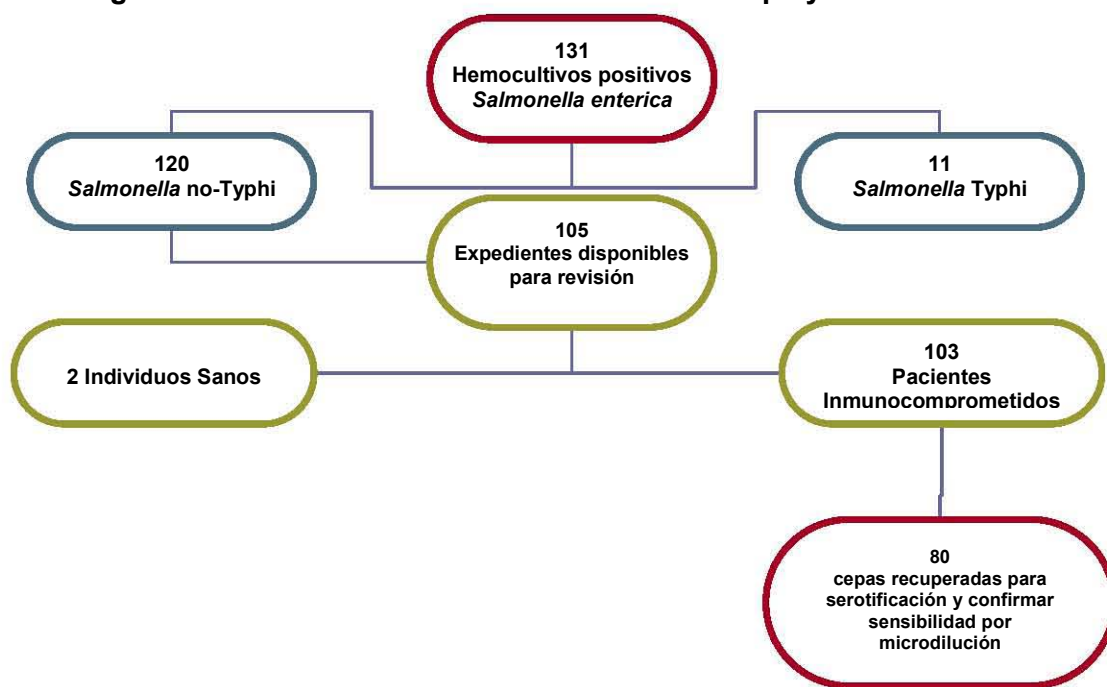 131
Hemocultivos positivos
Salmonella enterica
120
Salmonella no-Typhi
11
Salmonella Typhi
105
Expedientes disponibles
para revisión
2 Individuos Sanos
103
Pacientes
Inmunocomprometidos
80
cepas recuperadas para
serotificación y confirmar
sensibilidad por
microdilución